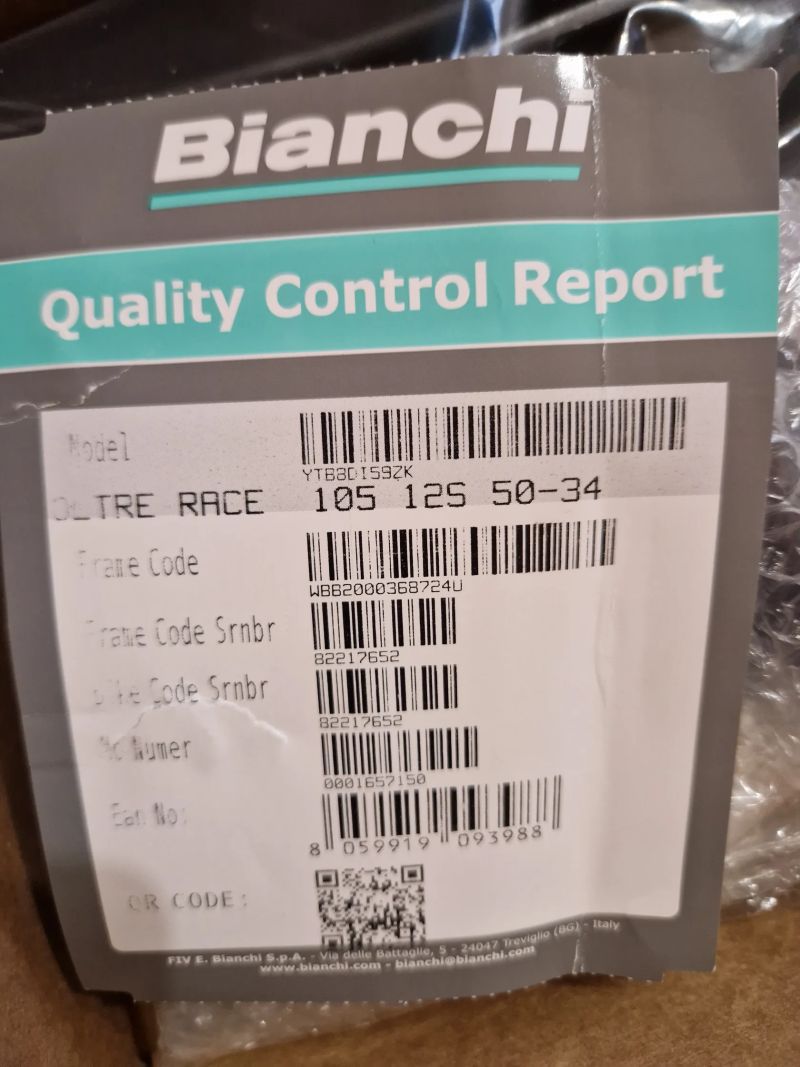 Bianchi
Quality Control Report
Model
YTB8DI59ZK
OLTRE RACE 105 12S 50-34
Frame Code
WBB2000368724U
Frame Code Srnbr
82217652
Bike Code Srnbr
82217652
Mc Numer
0001657150
Ean No:
8 059919 093988
QR CODE:
FIV E. Bianchi S.p.A. - Via delle Battaglie, 5 - 24047 Treviglio (BG) - Italy
www.bianchi.com - bianchi@bianchi.com